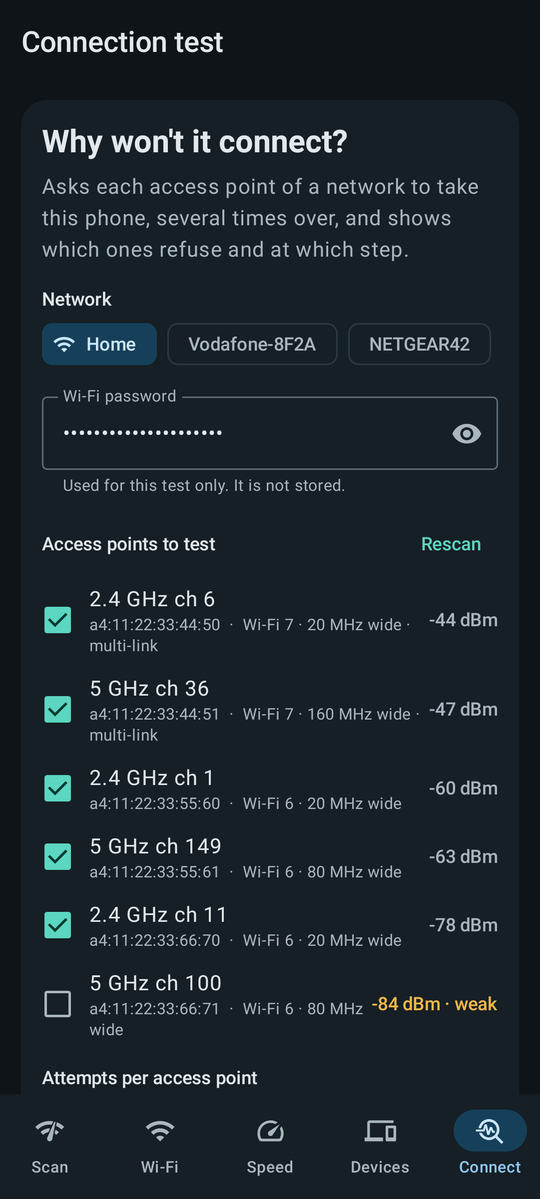 Connection test
Why won't it connect?
Asks each access point of a network to take
this phone, several times over, and shows
which ones refuse and at which step.
Network
Home
Vodafone-8F2A
NETGEAR42
Wi-Fi password
•••••••••••••••••••••
Used for this test only. It is not stored.
Access points to test
Rescan
2.4 GHz ch 6
a4:11:22:33:44:50 · Wi-Fi 7 · 20 MHz wide ·
multi-link
-44 dBm
5 GHz ch 36
a4:11:22:33:44:51 · Wi-Fi 7 · 160 MHz wide ·
multi-link
-47 dBm
2.4 GHz ch 1
a4:11:22:33:55:60 · Wi-Fi 6 · 20 MHz wide
-60 dBm
5 GHz ch 149
a4:11:22:33:55:61 · Wi-Fi 6 · 80 MHz wide
-63 dBm
2.4 GHz ch 11
a4:11:22:33:66:70 · Wi-Fi 6 · 20 MHz wide
-78 dBm
5 GHz ch 100
a4:11:22:33:66:71 · Wi-Fi 6 · 80 MHz
wide
-84 dBm · weak
Attempts per access point
Scan
Wi-Fi
Speed
Devices
Connect